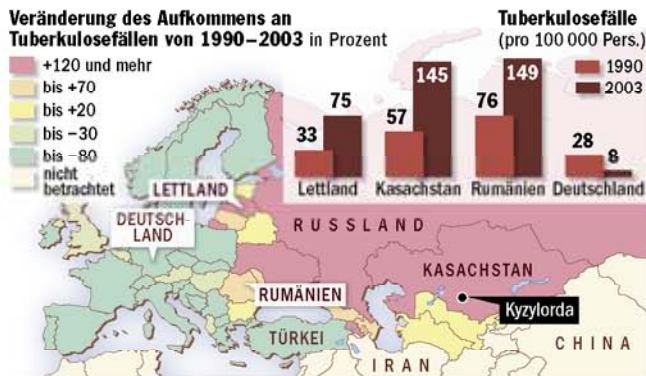 Veränderung des Aufkommens an
Tuberkulosefällen von 1990–2003 in Prozent
+120 und mehr
bis +70
bis +20
bis –30
bis –80
nicht
betrachtet
Tuberkulosefälle
(pro 100 000 Pers.)
1990
2003
33
75
57
145
76
149
28
8
Lettland
Kasachstan
Rumänien
Deutschland
LETTLAND
DEUTSCH-
LAND
RUSSLAND
KASACHSTAN
RUMÄNIEN
Kyzylorda
TÜRKEI
CHINA
IRAN